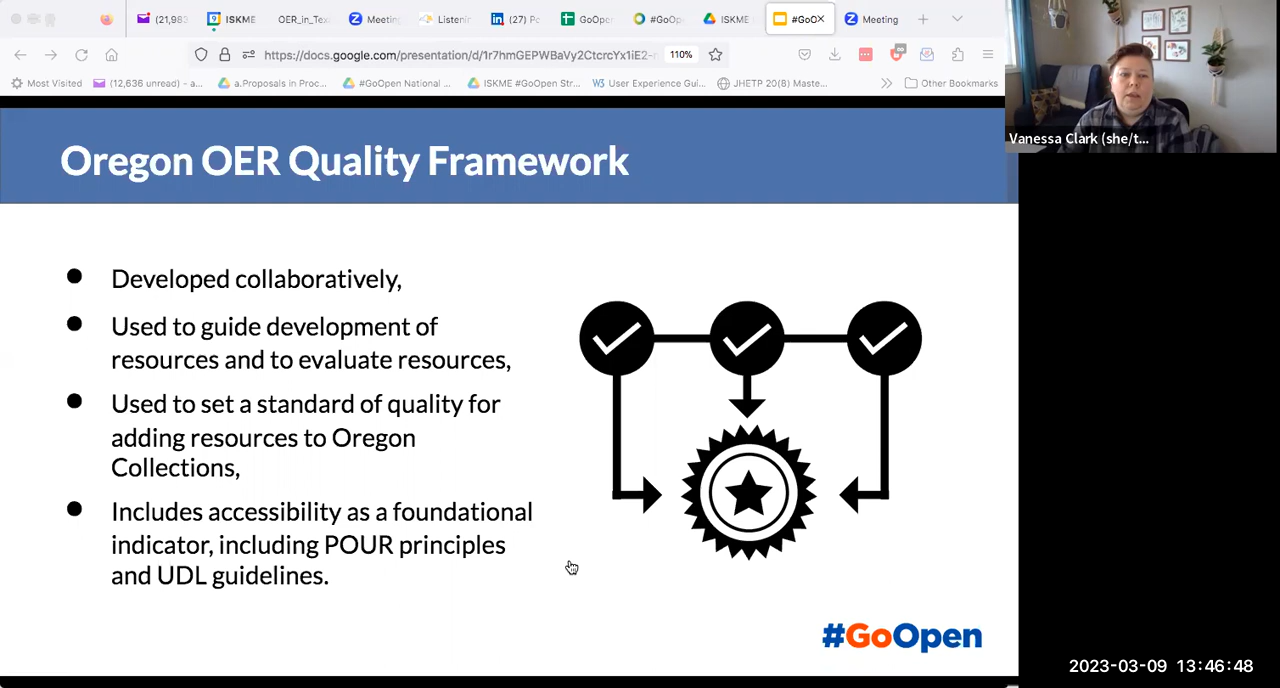 (21,983
ISKME
OER_in_Tex
Meetin
Listenin
(27) Po
GoOper
#GoOp
ISKME
#GoO
Meeting
https://docs.google.com/presentation/d/1r7hmGEPWBaVy2CtcrcYx1iE2-
110%
Most Visited
(12,636 unread) - a...
a.Proposals in Proc...
#GoOpen National ...
ISKME #GoOpen Str...
User Experience Gui...
JHETP 20(8) Maste...
Other Bookmarks
Vanessa Clark (she/t...
Oregon OER Quality Framework
● Developed collaboratively,
● Used to guide development of
resources and to evaluate resources,
● Used to set a standard of quality for
adding resources to Oregon
Collections,
● Includes accessibility as a foundational
indicator, including POUR principles
and UDL guidelines.
#GoOpen
2023-03-09 13:46:48